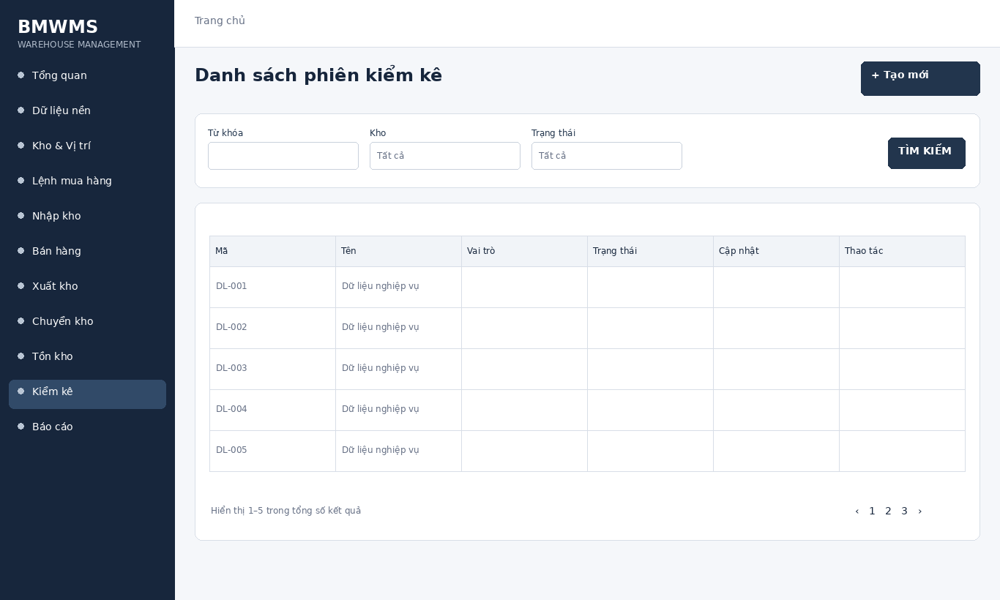 BMWMS
WAREHOUSE MANAGEMENT
Tổng quan
Dữ liệu nền
Kho & Vị trí
Lệnh mua hàng
Nhập kho
Bán hàng
Xuất kho
Chuyển kho
Tồn kho
Kiểm kê
Báo cáo
Trang chủ
Danh sách phiên kiểm kê
+ Tạo mới
Từ khóa
Kho
Trạng thái
Tất cả
Tất cả
TÌM KIẾM
Mã Tên Vai trò Trạng thái Cập nhật Thao tác
DL-001 Dữ liệu nghiệp vụ
DL-002 Dữ liệu nghiệp vụ
DL-003 Dữ liệu nghiệp vụ
DL-004 Dữ liệu nghiệp vụ
DL-005 Dữ liệu nghiệp vụ
Hiển thị 1–5 trong tổng số kết quả
‹ 1 2 3 ›